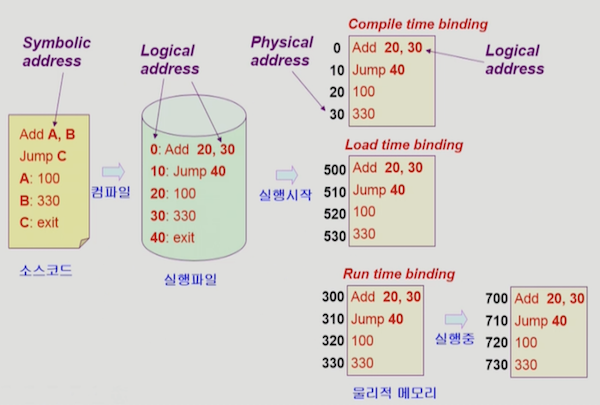 Symbolic
address
Add A, B
Jump C
A: 100
B: 330
C: exit
소스코드
컴파일
Logical
address
0: Add 20, 30
10: Jump 40
20: 100
30: 330
40: exit
실행파일
실행시작
Physical
address
Compile time binding
0 Add 20, 30
10 Jump 40
20 100
30 330
Logical
address
Load time binding
500 Add 20, 30
510 Jump 40
520 100
530 330
Run time binding
300 Add 20, 30
310 Jump 40
320 100
330 330
실행중
700 Add 20, 30
710 Jump 40
720 100
730 330
울리적 메모리